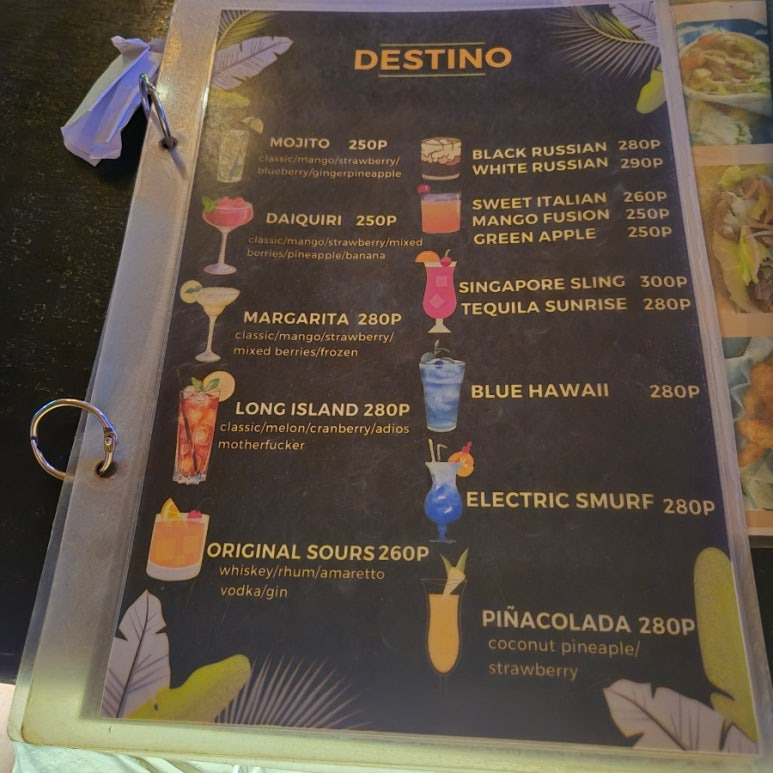 DESTINO
MOJITO 250P
classic/mango/strawberry/
blueberry/gingerpineapple
DAIQUIRI 250P
classic/mango/strawberry/mixed
berries/pineapple/banana
MARGARITA 280P
classic/mango/strawberry/
mixed berries/frozen
LONG ISLAND 280P
classic/melon/cranberry/adios
motherfucker
ORIGINAL SOURS 260P
whiskey/rhum/amaretto
vodka/gin
BLACK RUSSIAN 280P
WHITE RUSSIAN 290P
SWEET ITALIAN 260P
MANGO FUSION 250P
GREEN APPLE 250P
SINGAPORE SLING 300P
TEQUILA SUNRISE 280P
BLUE HAWAII 280P
ELECTRIC SMURF 280P
PIÑACOLADA 280P
coconut pineaple/
strawberry